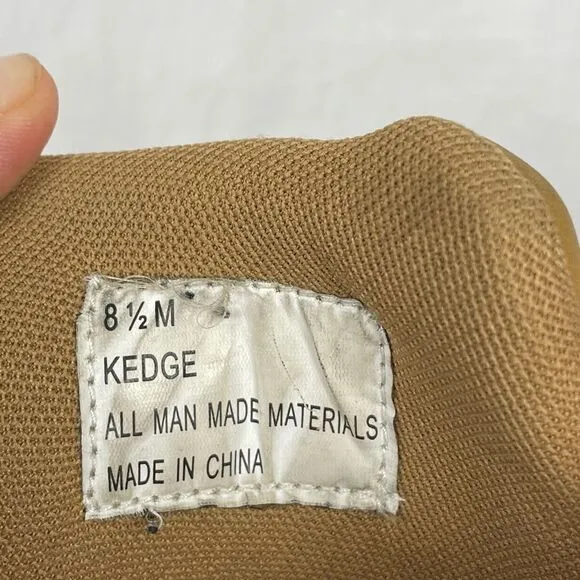 8 ½ M
KEDGE
ALL MAN MADE MATERIALS
MADE IN CHINA